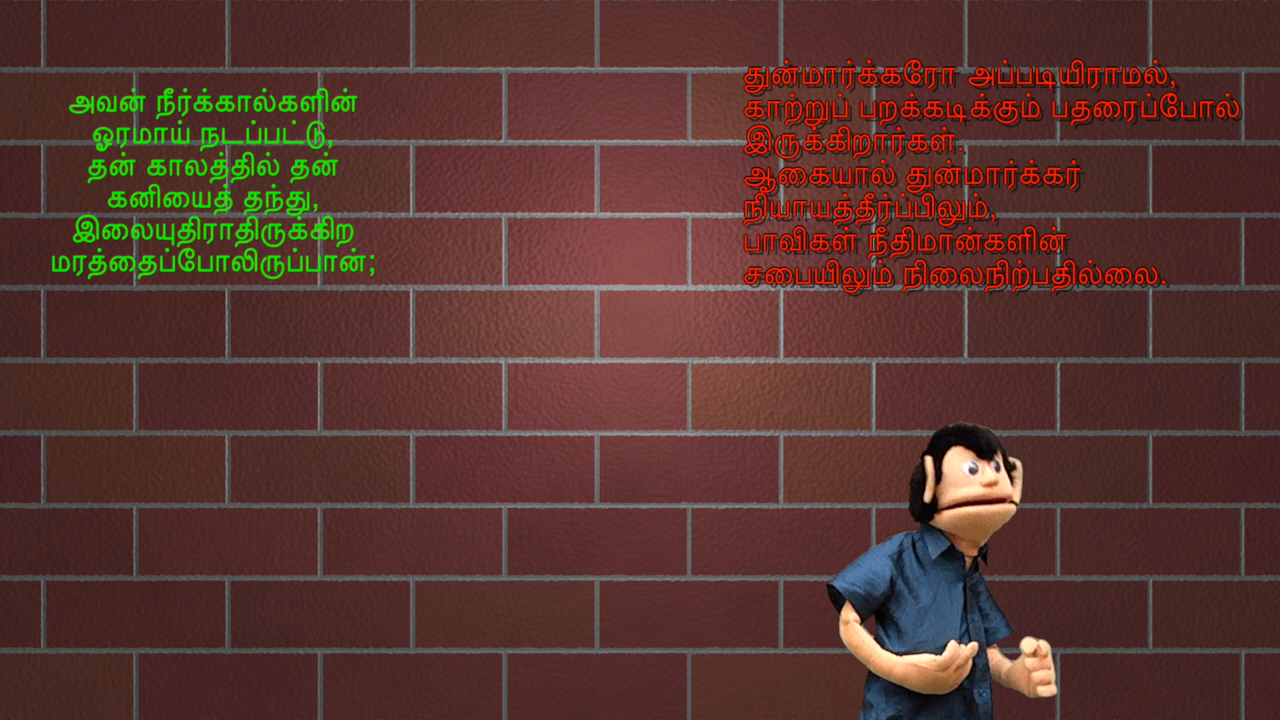 அவன் நீர்க்கால்களின்
ஓரமாய் நடப்பட்டு,
தன் காலத்தில் தன்
கனியைத் தந்து,
இலையுதிராதிருக்கிற
மரத்தைப்போலிருப்பான்;
துன்மார்க்கரோ அப்படியிராமல்,
காற்றுப் பறக்கடிக்கும் பதரைப்போல்
இருக்கிறார்கள்.
ஆகையால் துன்மார்க்கர்
நியாயத்தீர்ப்பிலும்,
பாவிகள் நீதிமான்களின்
சபையிலும் நிலைநிற்பதில்லை.